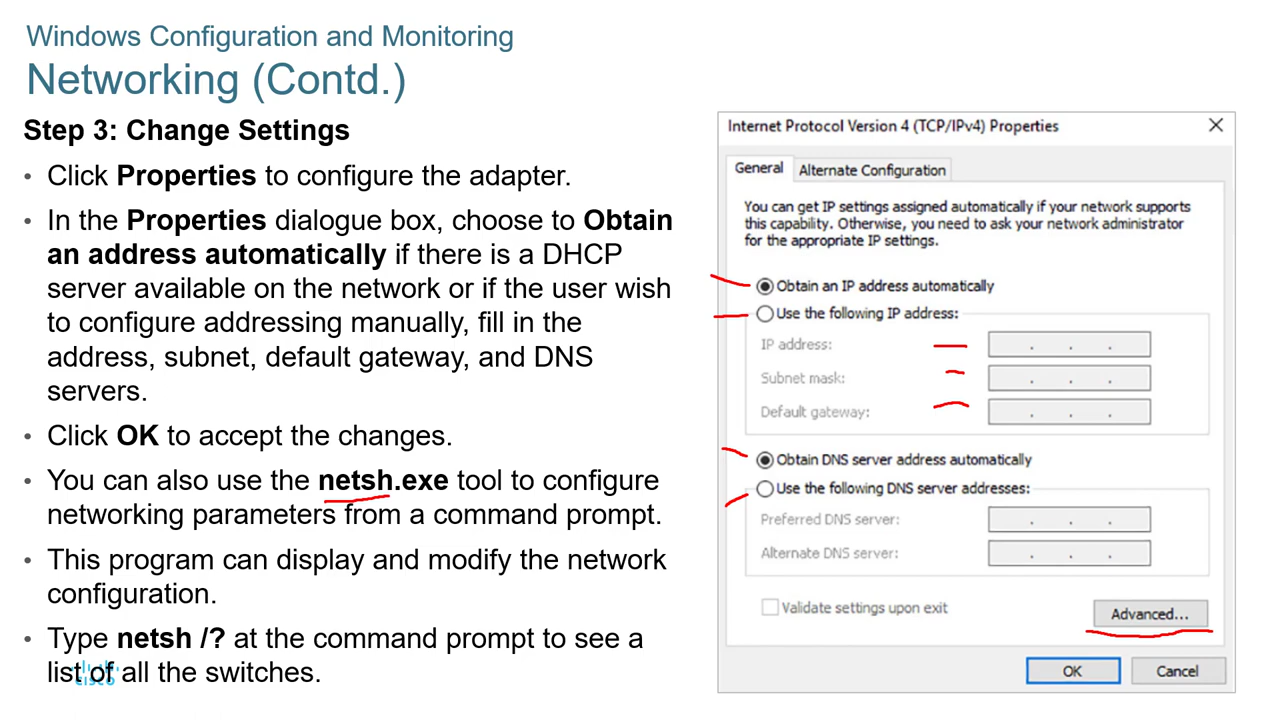 Windows Configuration and Monitoring
Networking (Contd.)
Step 3: Change Settings
• Click Properties to configure the adapter.
• In the Properties dialogue box, choose to Obtain
an address automatically if there is a DHCP
server available on the network or if the user wish
to configure addressing manually, fill in the
address, subnet, default gateway, and DNS
servers.
• Click OK to accept the changes.
• You can also use the netsh.exe tool to configure
networking parameters from a command prompt.
• This program can display and modify the network
configuration.
• Type netsh /? at the command prompt to see a
list of all the switches.
cisco
Internet Protocol Version 4 (TCP/IPv4) Properties
General
Alternate Configuration
You can get IP settings assigned automatically if your network supports
this capability. Otherwise, you need to ask your network administrator
for the appropriate IP settings.
Obtain an IP address automatically
Use the following IP address:
IP address:
Subnet mask:
Default gateway:
Obtain DNS server address automatically
Use the following DNS server addresses:
Preferred DNS server:
Alternate DNS server:
Validate settings upon exit
Advanced...
OK
Cancel